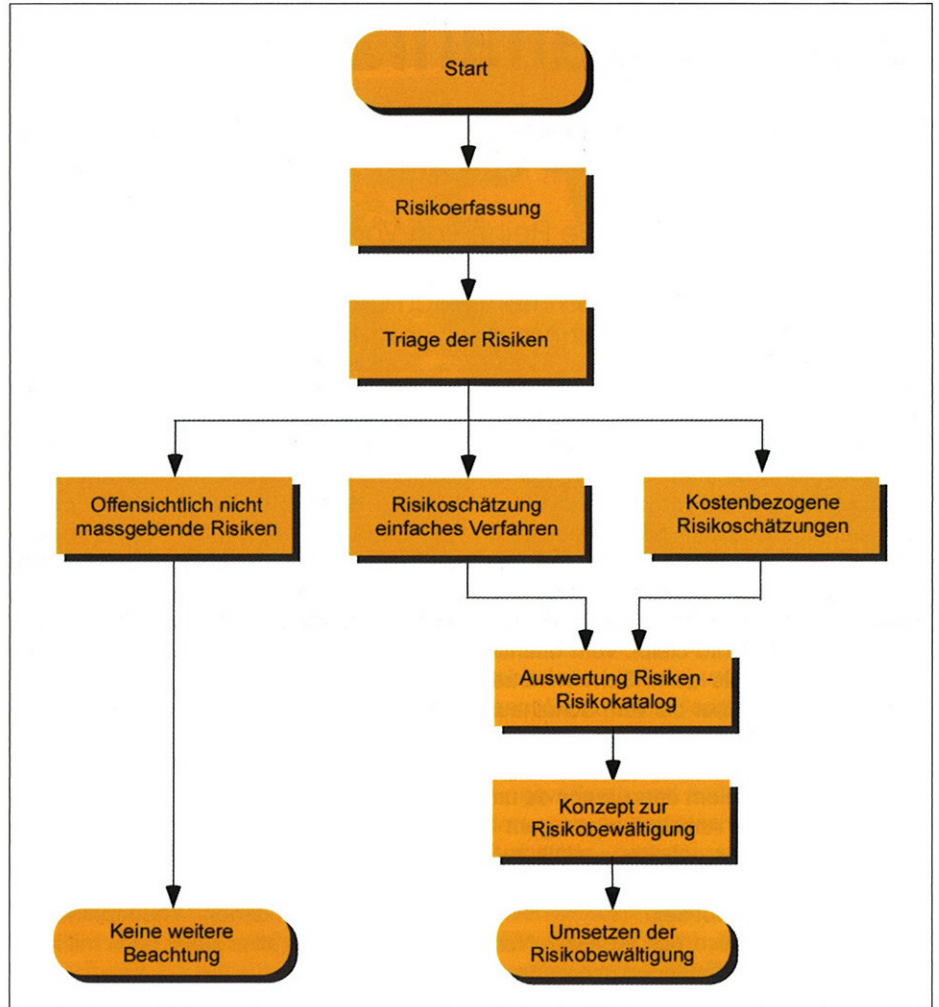 Start
Risikoerfassung
Triage der Risiken
Offensichtlich nicht
massgebende Risiken
Risikoschätzung
einfaches Verfahren
Kostenbezogene
Risikoschätzungen
Auswertung Risiken -
Risikokatalog
Konzept zur
Risikobewältigung
Keine weitere
Beachtung
Umsetzen der
Risikobewältigung